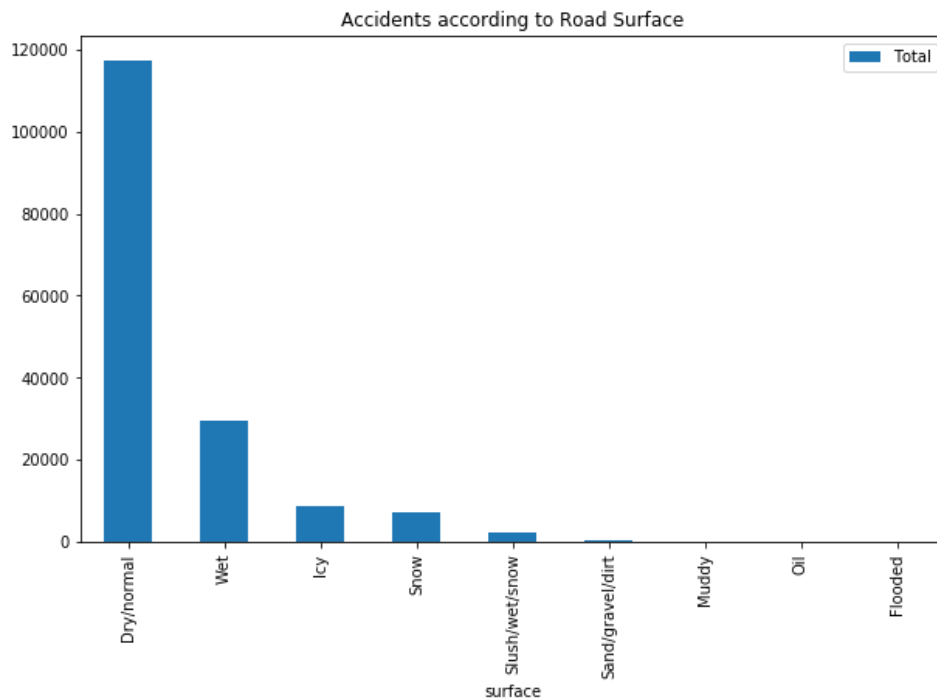 Accidents according to Road Surface
Total
120000
100000
80000
60000
40000
20000
0
Dry/normal
Wet
Icy
Snow
Slush/wet/snow
Sand/gravel/dirt
Muddy
Oil
Flooded
surface